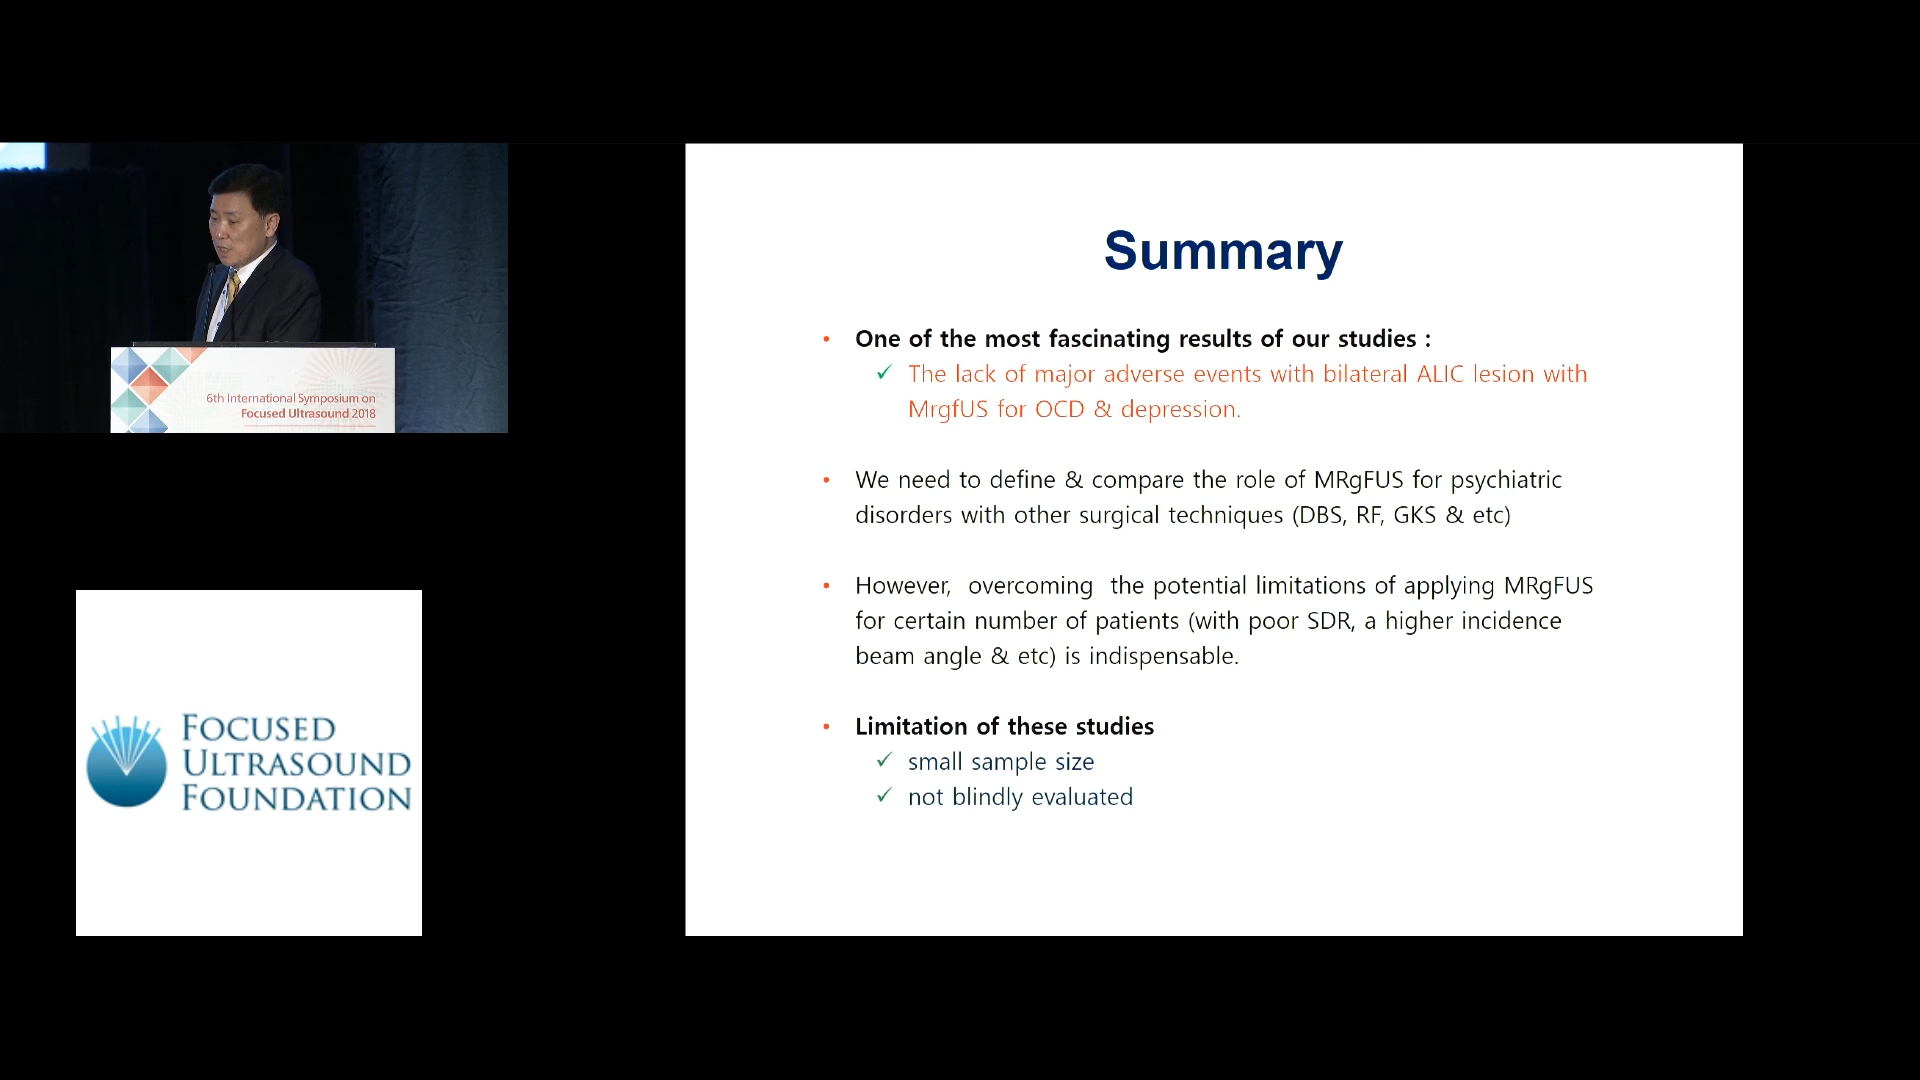 6th International Symposium on
Focused Ultrasound 2018
FOCUSED
ULTRASOUND
FOUNDATION
Summary
• One of the most fascinating results of our studies :
✓ The lack of major adverse events with bilateral ALIC lesion with
MrgfUS for OCD & depression.
• We need to define & compare the role of MRgFUS for psychiatric
disorders with other surgical techniques (DBS, RF, GKS & etc)
• However, overcoming the potential limitations of applying MRgFUS
for certain number of patients (with poor SDR, a higher incidence
beam angle & etc) is indispensable.
• Limitation of these studies
✓ small sample size
✓ not blindly evaluated